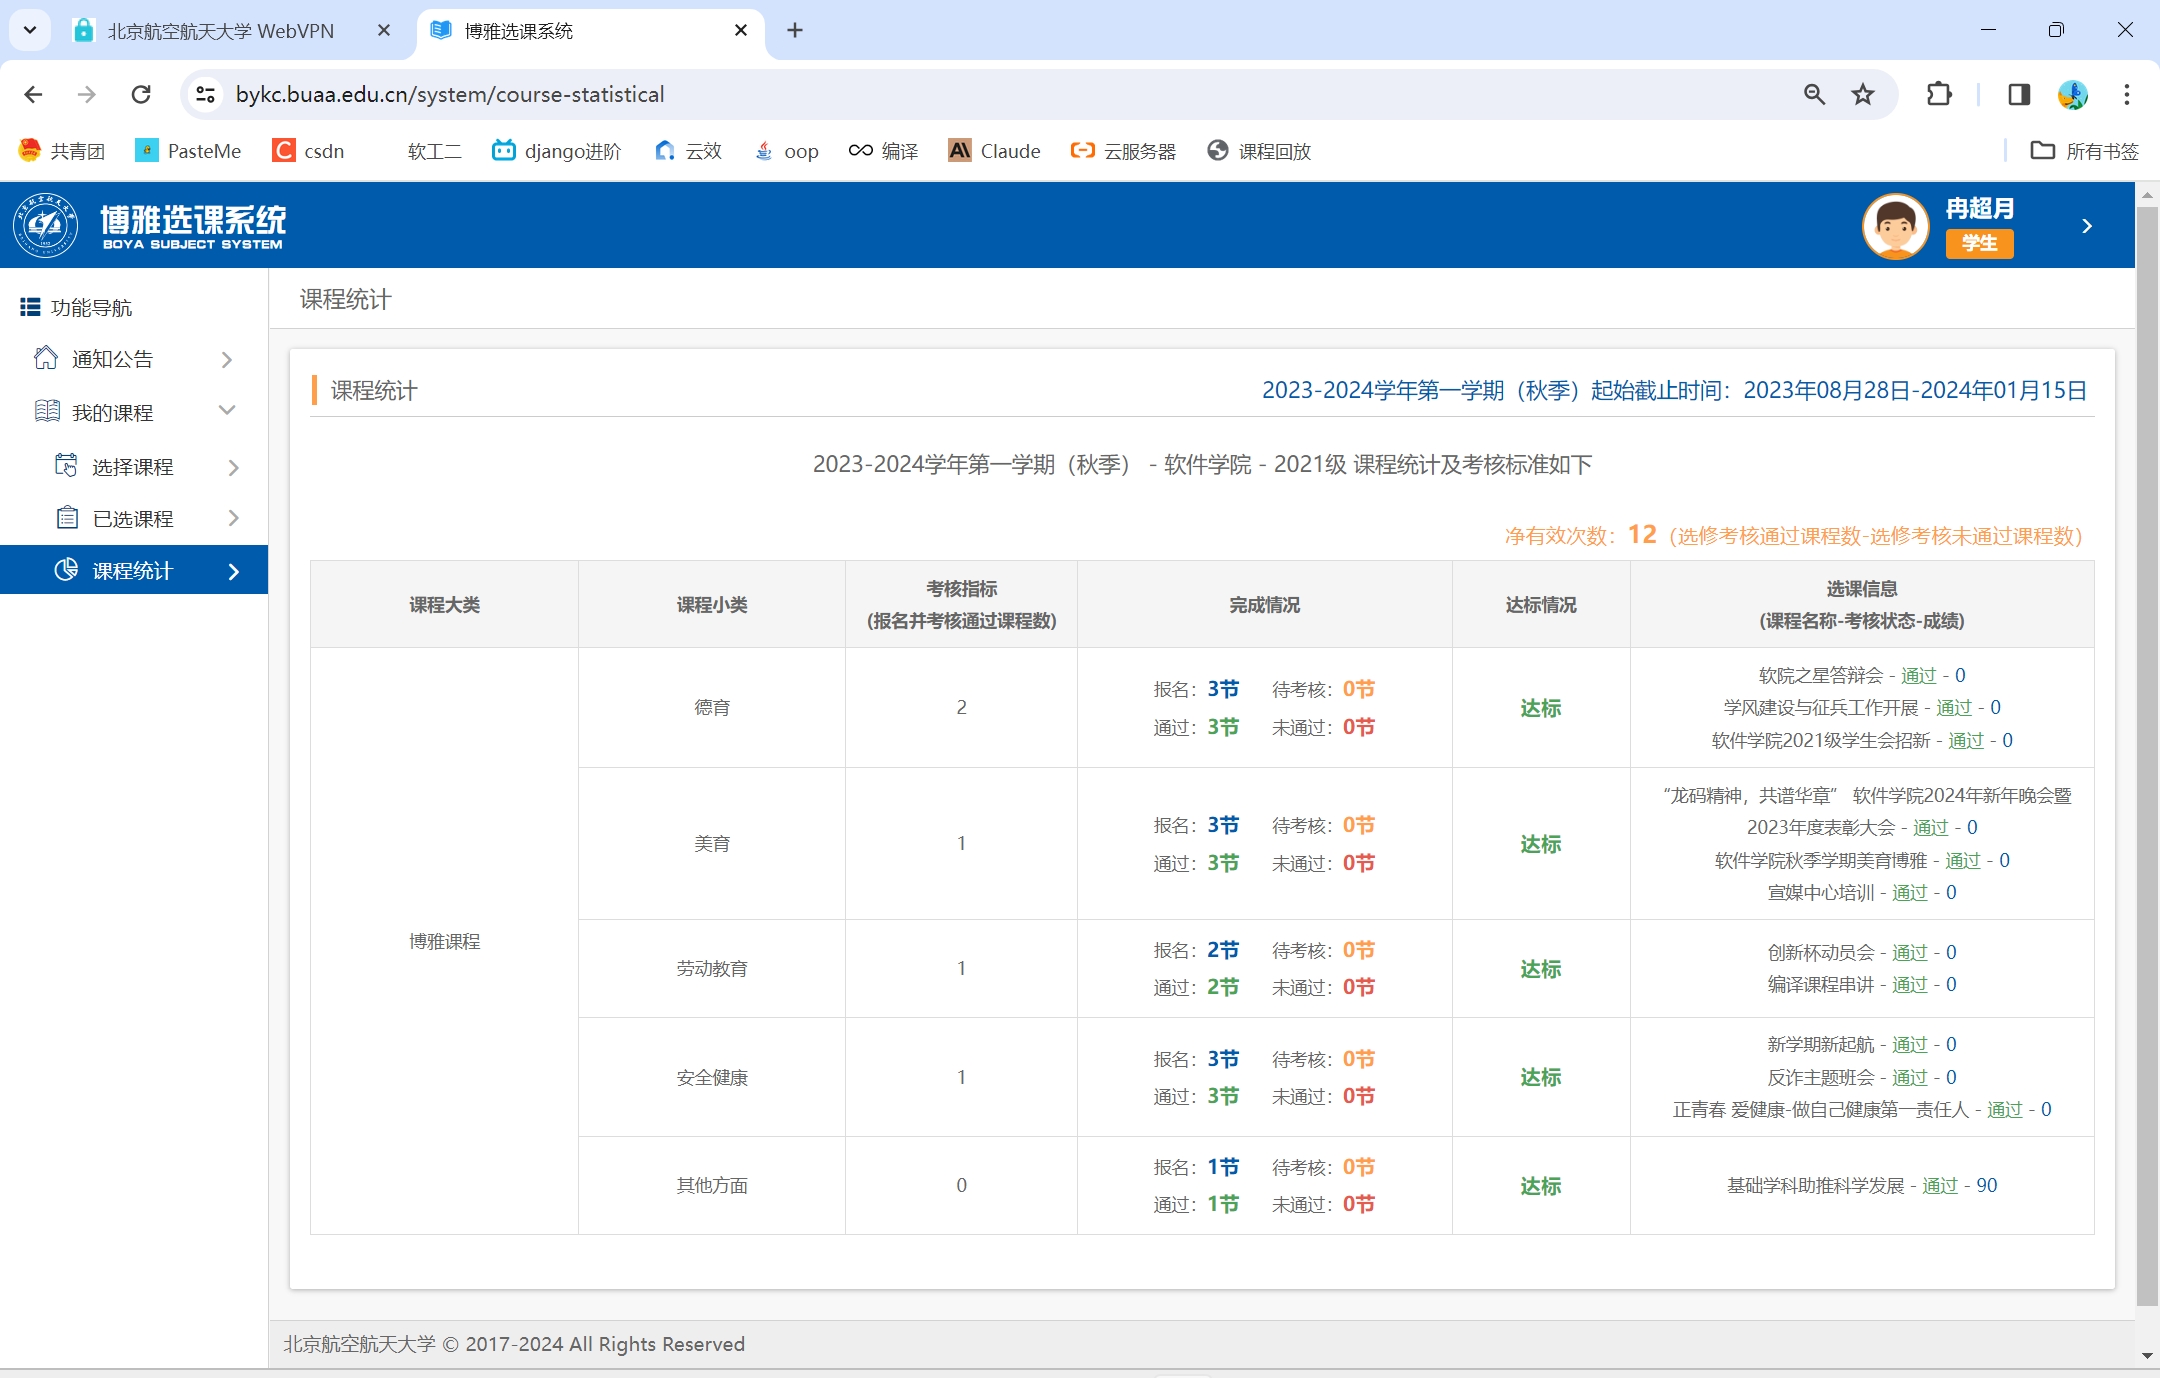 北京航空航天大学 WebVPN
博雅选课系统
bykc.buaa.edu.cn/system/course-statistical
共青团
PasteMe
csdn
软工二
django进阶
云效
oop
编译
Claude
云服务器
课程回放
所有书签
博雅选课系统
BOYA SUBJECT SYSTEM
冉超月
学生
功能导航
通知公告
我的课程
选择课程
已选课程
课程统计
课程统计
课程统计
2023-2024学年第一学期（秋季）起始截止时间：2023年08月28日-2024年01月15日
2023-2024学年第一学期（秋季） - 软件学院 - 2021级 课程统计及考核标准如下
净有效次数：12（选修考核通过课程数-选修考核未通过课程数）
课程大类
课程小类
考核指标
(报名并考核通过课程数)
完成情况
达标情况
选课信息
(课程名称-考核状态-成绩)
博雅课程
德育
2
报名：3节 待考核：0节
通过：3节 未通过：0节
达标
软院之星答辩会 - 通过 - 0
学风建设与征兵工作开展 - 通过 - 0
软件学院2021级学生会招新 - 通过 - 0
美育
1
报名：3节 待考核：0节
通过：3节 未通过：0节
达标
“龙码精神，共谱华章” 软件学院2024年新年晚会暨
2023年度表彰大会 - 通过 - 0
软件学院秋季学期美育博雅 - 通过 - 0
宣媒中心培训 - 通过 - 0
劳动教育
1
报名：2节 待考核：0节
通过：2节 未通过：0节
达标
创新杯动员会 - 通过 - 0
编译课程串讲 - 通过 - 0
安全健康
1
报名：3节 待考核：0节
通过：3节 未通过：0节
达标
新学期新起航 - 通过 - 0
反诈主题班会 - 通过 - 0
正青春 爱健康-做自己健康第一责任人 - 通过 - 0
其他方面
0
报名：1节 待考核：0节
通过：1节 未通过：0节
达标
基础学科助推科学发展 - 通过 - 90
北京航空航天大学 © 2017-2024 All Rights Reserved